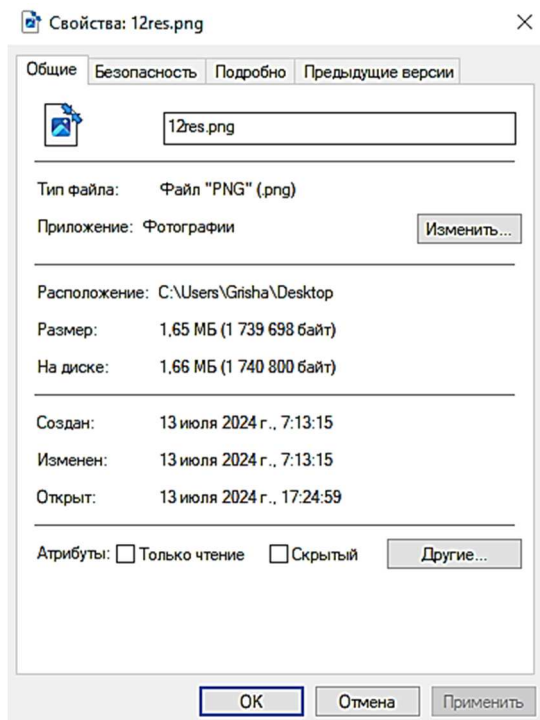 Свойства: 12res.png
Общие Безопасность Подробно Предыдущие версии
12res.png
Тип файла: Файл "PNG" (.png)
Приложение: Фотографии Изменить...
Расположение: C:\Users\Grisha\Desktop
Размер: 1,65 МБ (1 739 698 байт)
На диске: 1,66 МБ (1 740 800 байт)
Создан: 13 июля 2024 г., 7:13:15
Изменен: 13 июля 2024 г., 7:13:15
Открыт: 13 июля 2024 г., 17:24:59
Атрибуты: Только чтение Скрытый Другие...
OK Отмена Применить